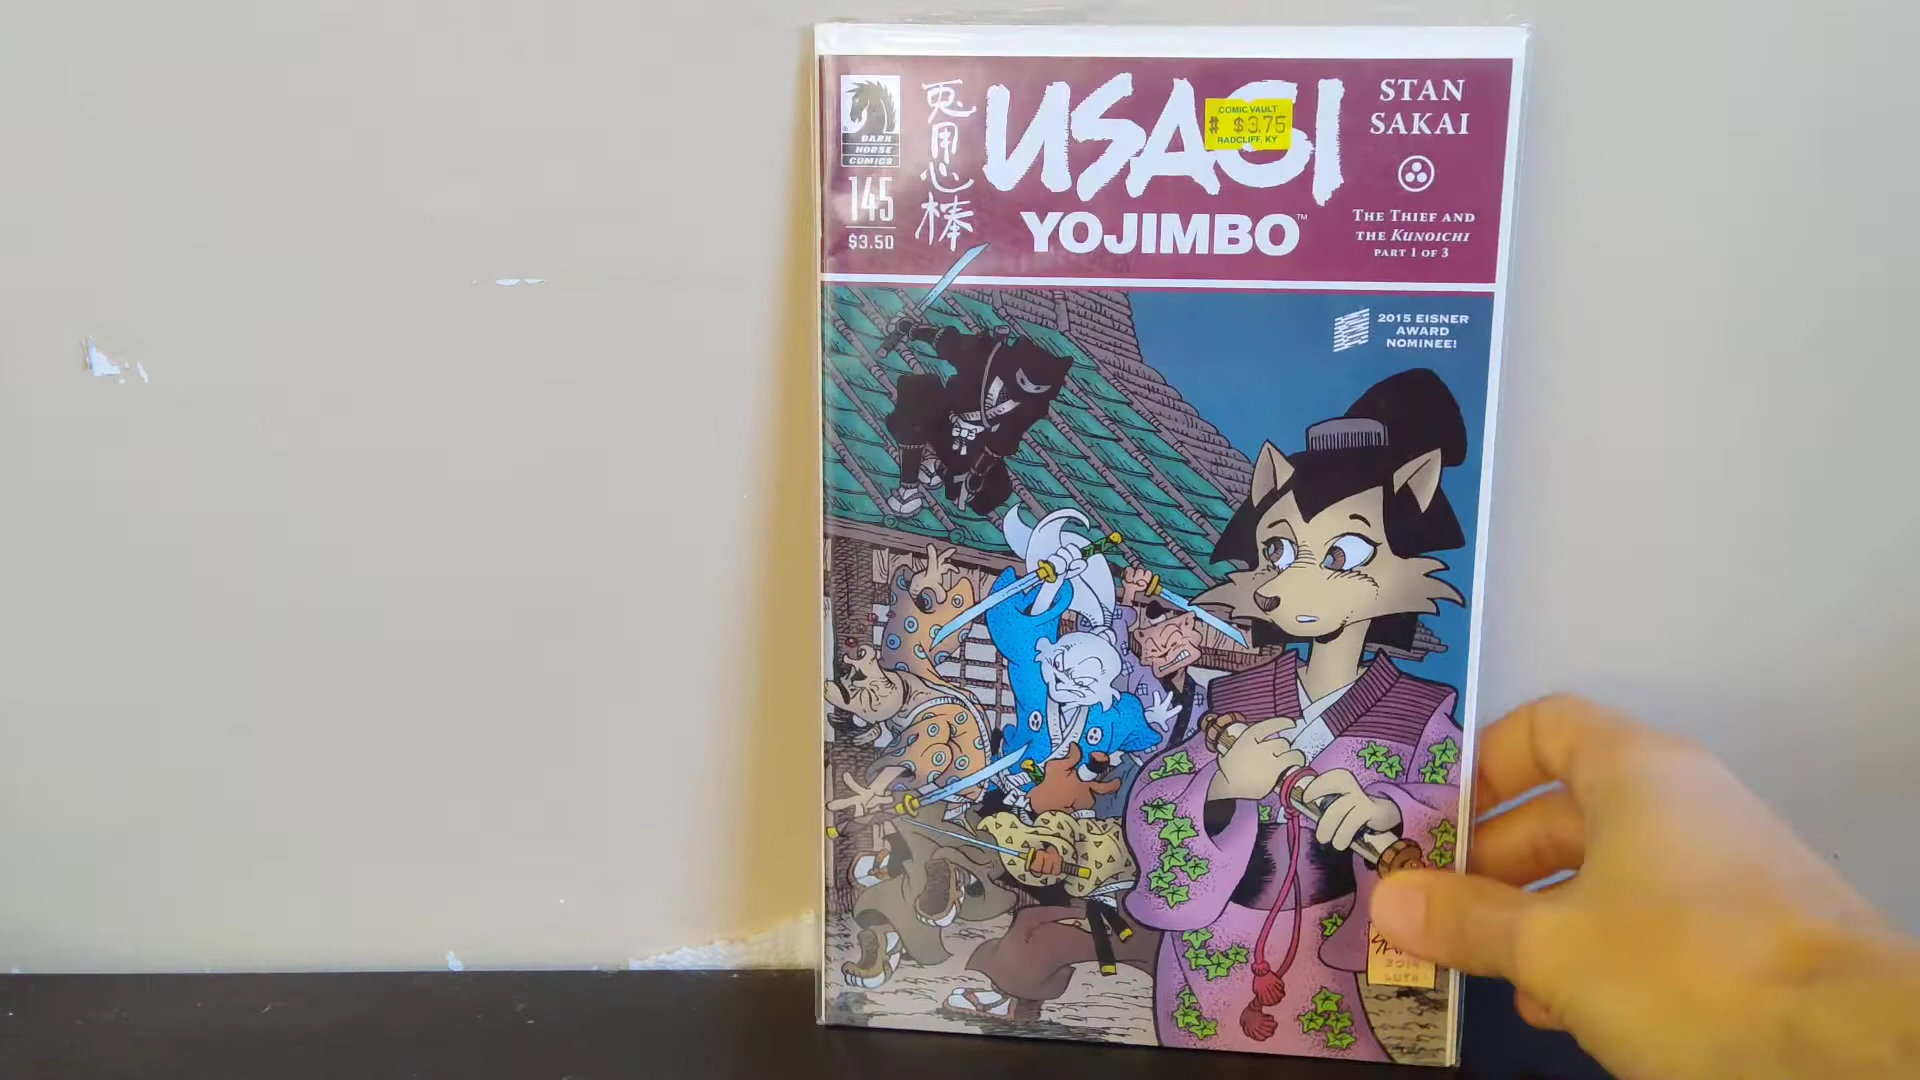 DARK
HORSE
COMICS
145
$3.50
兎用心棒
USAGI
YOJIMBO™
COMIC VAULT
# $3.75
RADCLIFF, KY
STAN
SAKAI
THE THIEF AND
THE KUNOICHI
PART 1 OF 3
2015 EISNER
AWARD
NOMINEE!